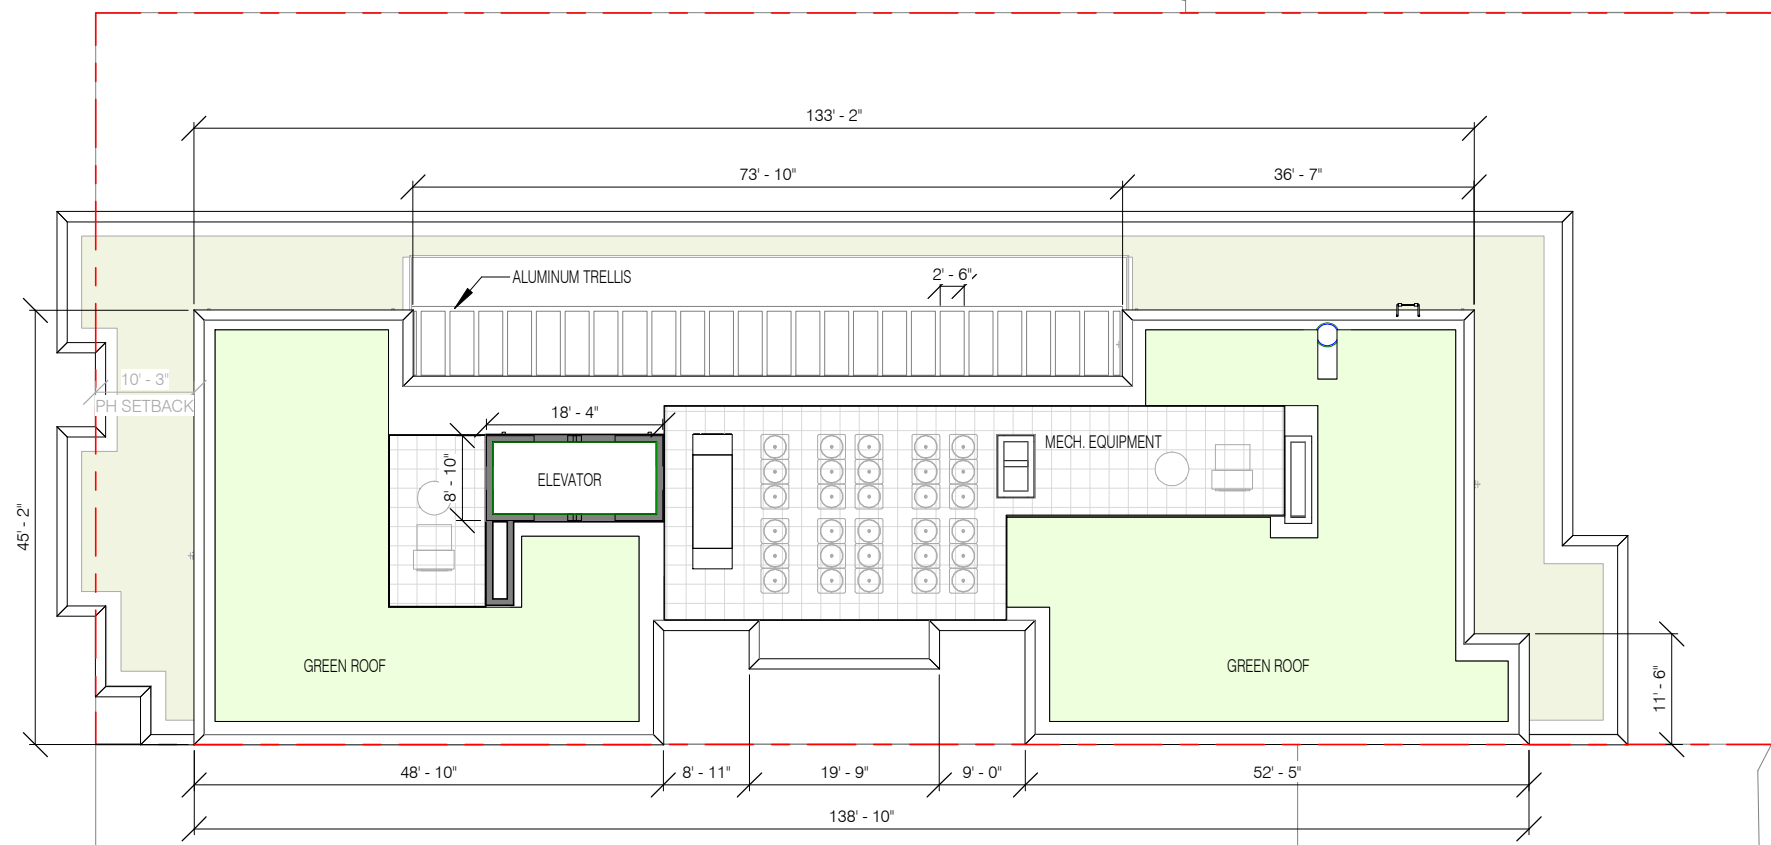 133' - 2"
73' - 10"
36' - 7"
ALUMINUM TRELLIS
2' - 6"
10' - 3"
PH SETBACK
18' - 4"
MECH. EQUIPMENT
8' - 10"
ELEVATOR
45' - 2"
GREEN ROOF
GREEN ROOF
11' - 6"
48' - 10"
8' - 11"
19' - 9"
9' - 0"
52' - 5"
138' - 10"